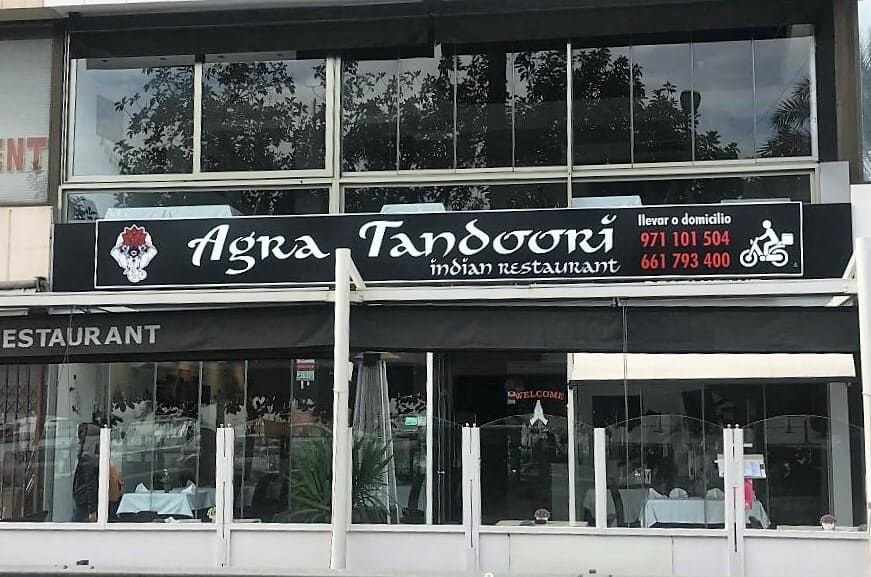 ENT
Agra Tandoori
indian restaurant
llevar o domicilio
971 101 504
661 793 400
ESTAURANT
WELCOME